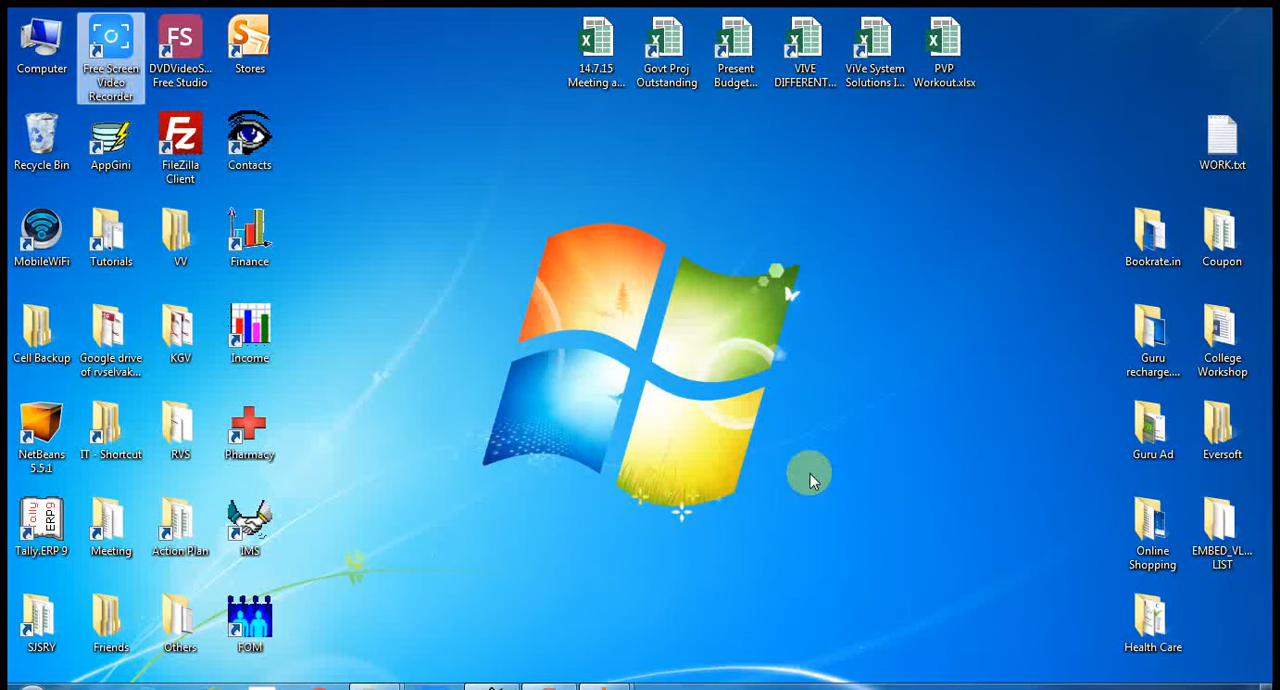 Computer
Free Screen
Video
Recorder
FS
DVDVideoS...
Free Studio
S
Stores
14.7.15
Meeting a...
Govt Proj
Outstanding
Present
Budget...
VIVE
DIFFERENT...
ViVe System
Solutions I...
PVP
Workout.xlsx
Recycle Bin
AppGini
Fz
FileZilla
Client
Contacts
WORK.txt
MobileWiFi
Tutorials
VV
Finance
Bookrate.in
Coupon
Cell Backup
Google drive
of rvselvak...
KGV
Income
Guru
recharge....
College
Workshop
NetBeans
5.5.1
IT - Shortcut
RVS
Pharmacy
Guru Ad
Eversoft
Tally
ERP9
Tally.ERP 9
Meeting
Action Plan
IMS
Online
Shopping
EMBED_VL...
LIST
SJSRY
Friends
Others
FOM
Health Care